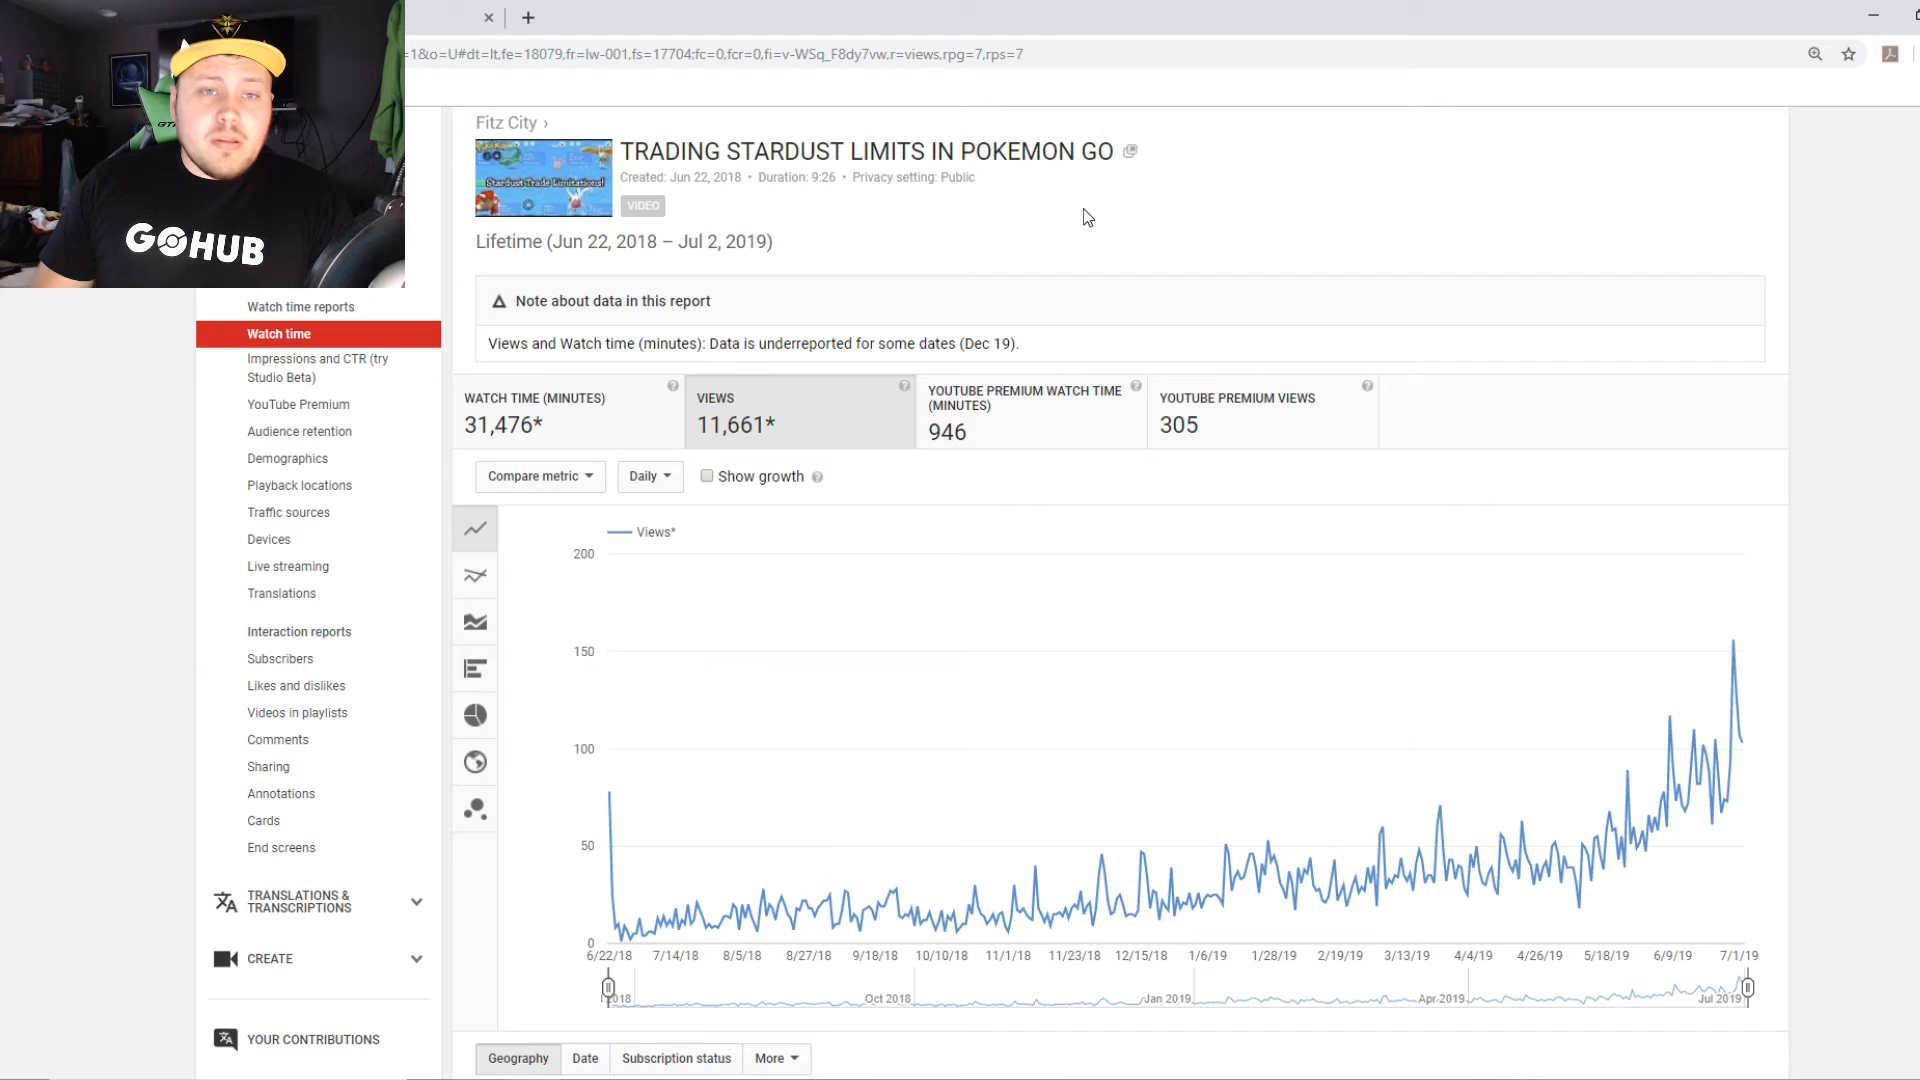 =1&o=U#dt=lt,fe=18079,fr=lw-001,fs=17704;fc=0,fcr=0,fi=v-WSq_F8dy7vw,r=views,rpg=7,rps=7
GOHUB
Fitz City ›
POKEMON GO
Stardust Trade Limitations!
TRADING STARDUST LIMITS IN POKEMON GO
Created: Jun 22, 2018 • Duration: 9:26 • Privacy setting: Public
VIDEO
Lifetime (Jun 22, 2018 – Jul 2, 2019)
Note about data in this report
Views and Watch time (minutes): Data is underreported for some dates (Dec 19).
Watch time reports
Watch time
Impressions and CTR (try
Studio Beta)
YouTube Premium
Audience retention
Demographics
Playback locations
Traffic sources
Devices
Live streaming
Translations
Interaction reports
Subscribers
Likes and dislikes
Videos in playlists
Comments
Sharing
Annotations
Cards
End screens
TRANSLATIONS &
TRANSCRIPTIONS
CREATE
YOUR CONTRIBUTIONS
WATCH TIME (MINUTES)
31,476*
VIEWS
11,661*
YOUTUBE PREMIUM WATCH TIME
(MINUTES)
946
YOUTUBE PREMIUM VIEWS
305
Compare metric
Daily
Show growth
Views*
200
150
100
50
0
6/22/18 7/14/18 8/5/18 8/27/18 9/18/18 10/10/18 11/1/18 11/23/18 12/15/18 1/6/19 1/28/19 2/19/19 3/13/19 4/4/19 4/26/19 5/18/19 6/9/19 7/1/19
2018 Oct 2018 Jan 2019 Apr 2019 Jul 2019
Geography Date Subscription status More